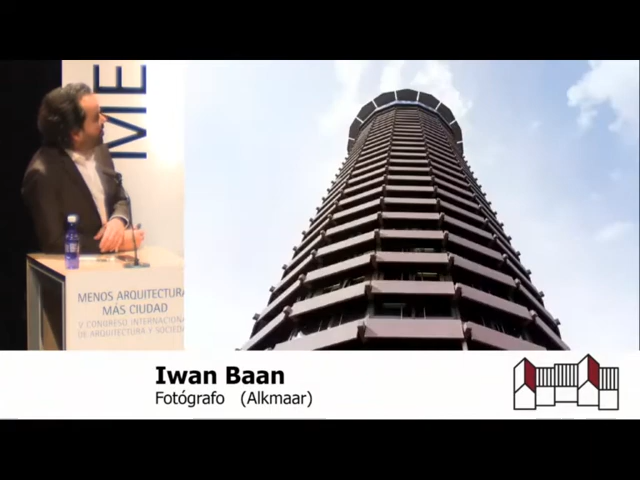 ME
MENOS ARQUITECTURA
MÁS CIUDAD
V CONGRESO INTERNACIONAL
DE ARQUITECTURA Y SOCIEDAD
Iwan Baan
Fotógrafo (Alkmaar)